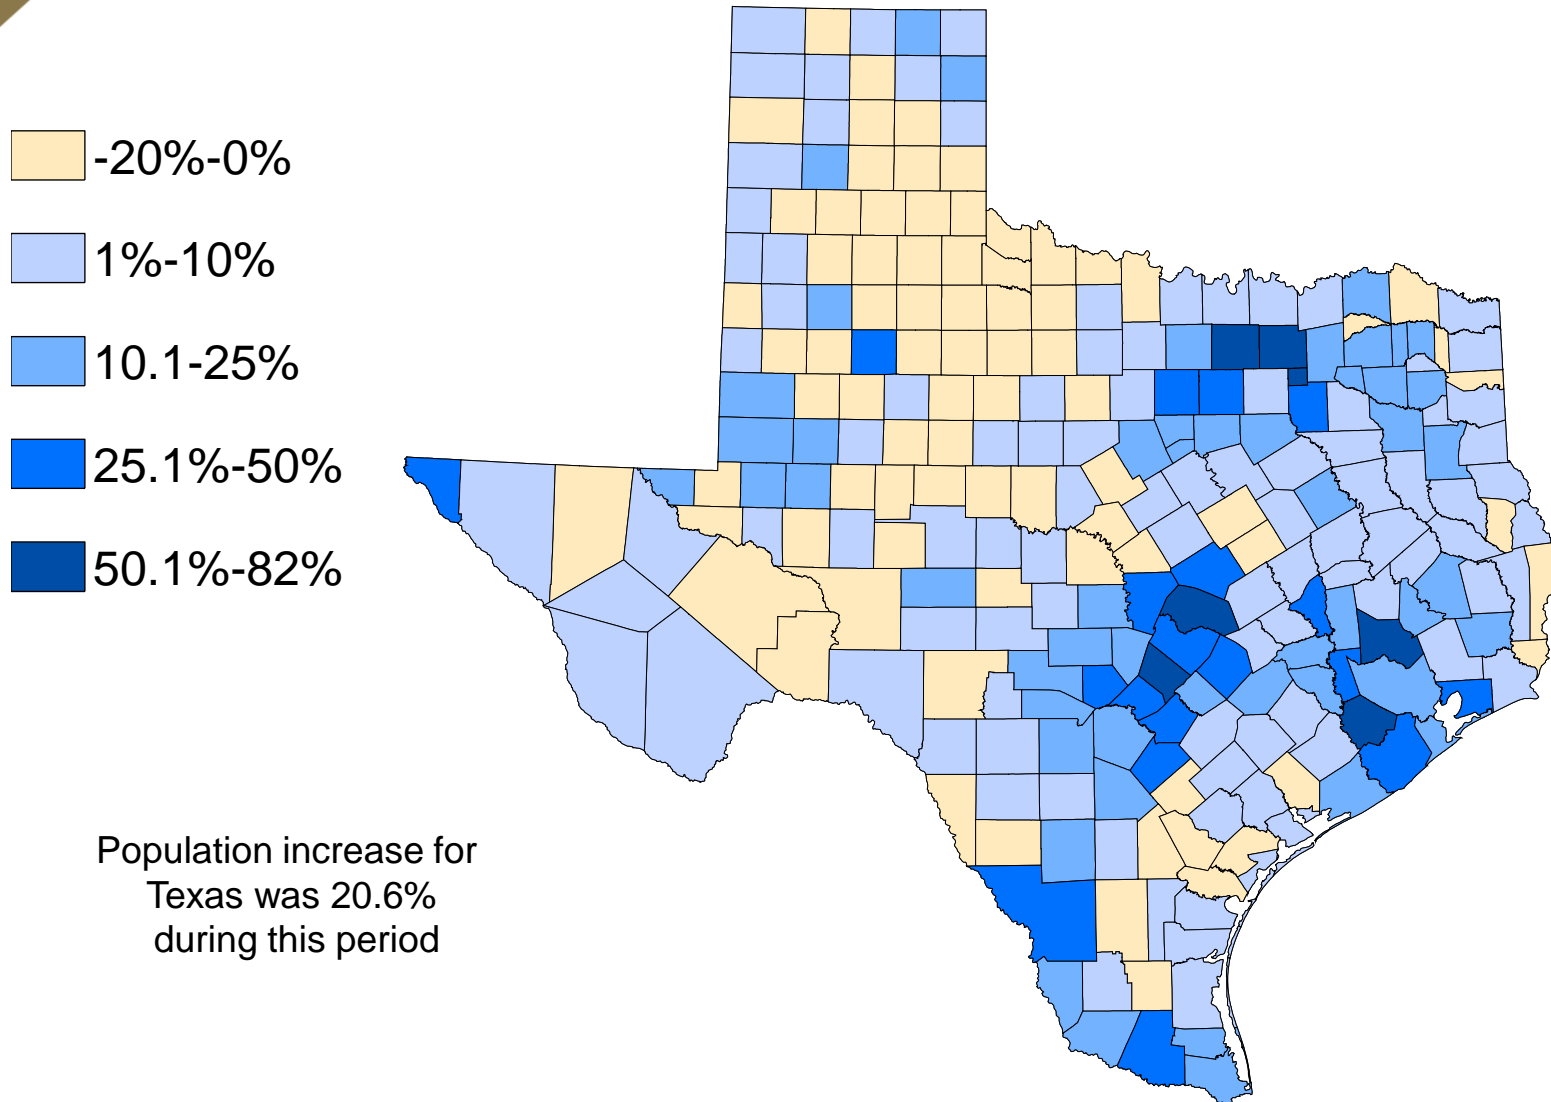 -20%-0%
1%-10%
10.1-25%
25.1%-50%
50.1%-82%
Population increase for
Texas was 20.6%
during this period